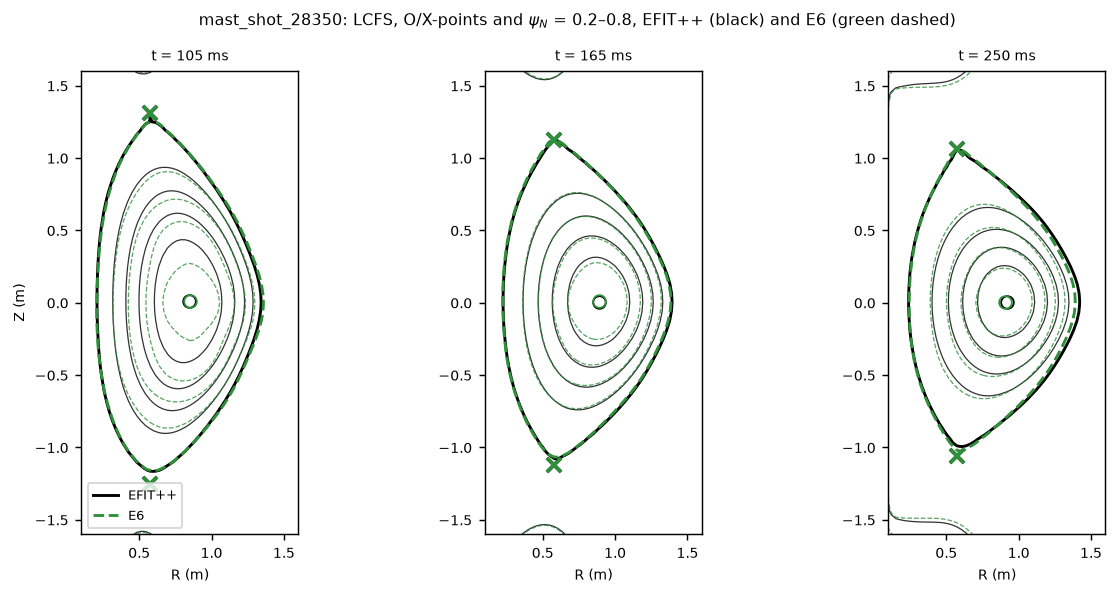 mast_shot_28350: LCFS, O/X-points and ψN = 0.2–0.8, EFIT++ (black) and E6 (green dashed)
t = 105 ms
t = 165 ms
t = 250 ms
Z (m)
1.5
1.0
0.5
0.0
−0.5
−1.0
−1.5
0.5 1.0 1.5
R (m)
EFIT++
E6
1.5
1.0
0.5
0.0
−0.5
−1.0
−1.5
0.5 1.0 1.5
R (m)
1.5
1.0
0.5
0.0
−0.5
−1.0
−1.5
0.5 1.0 1.5
R (m)